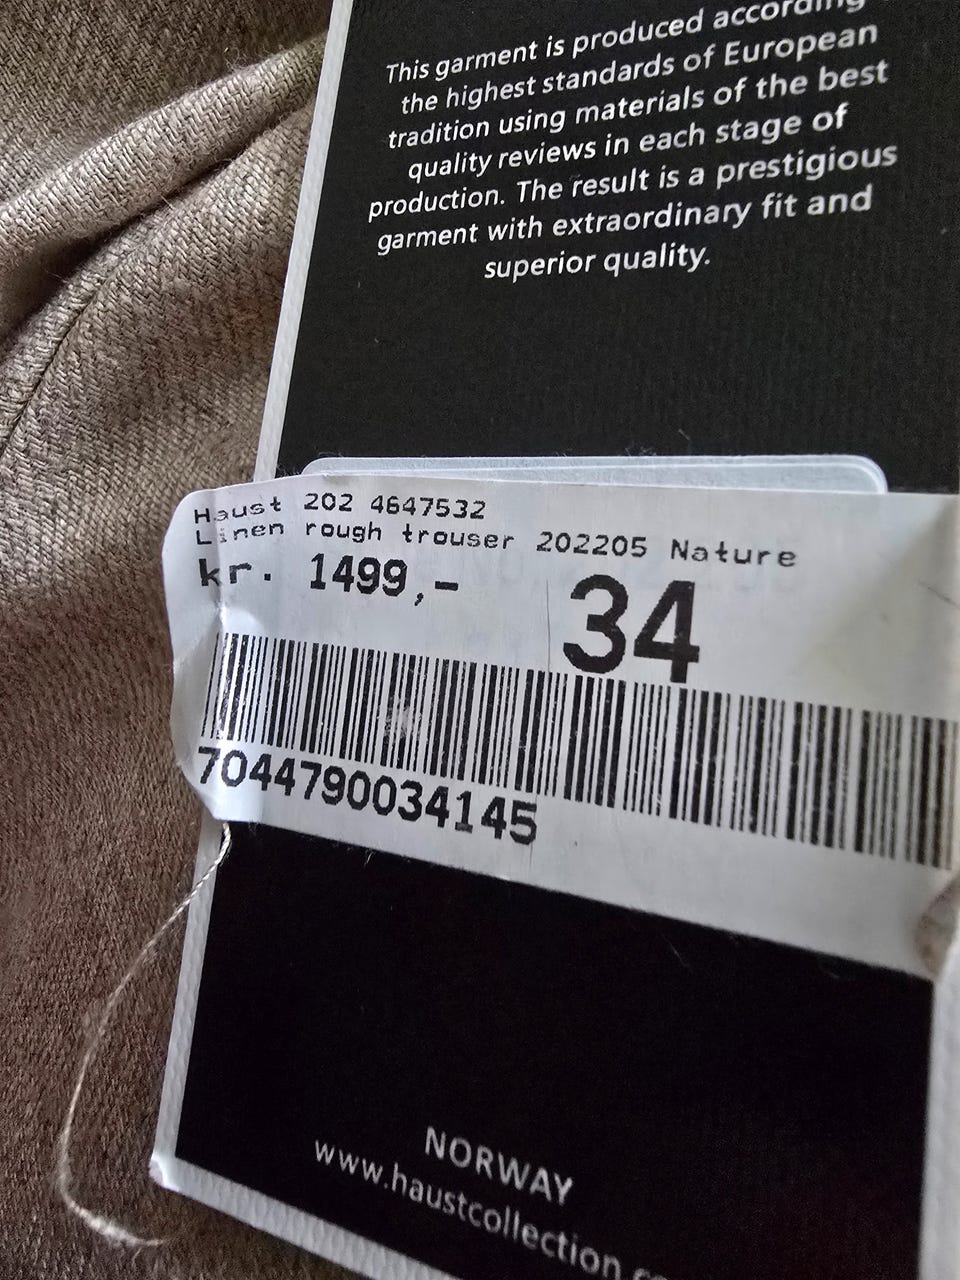 This garment is produced according
the highest standards of European
tradition using materials of the best
quality reviews in each stage of
production. The result is a prestigious
garment with extraordinary fit and
superior quality.
Haust 202 4647532
Linen rough trouser 202205 Nature
kr. 1499,- 34
7044790034145
NORWAY
www.haustcollection.c